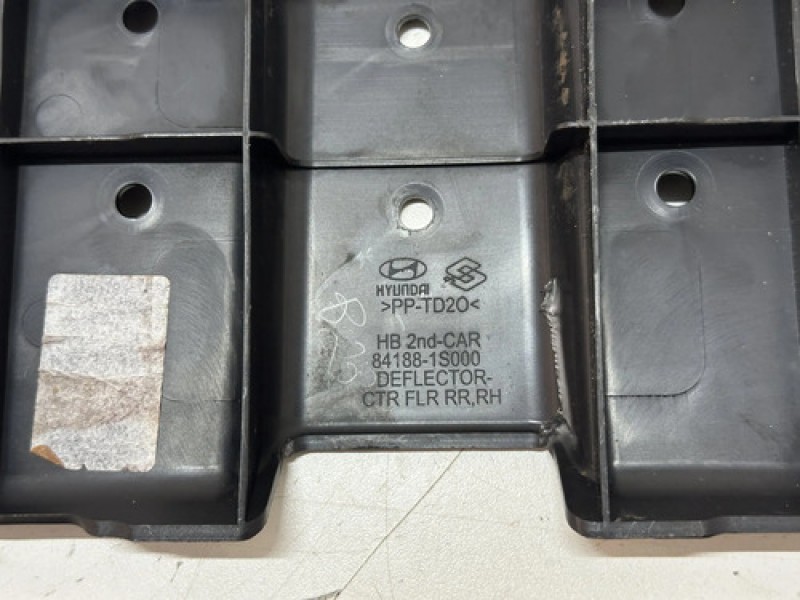 HYUNDAI
>PP-TD20<
HB 2nd-CAR
84188-1S000
DEFLECTOR-
CTR FLR RR,RH